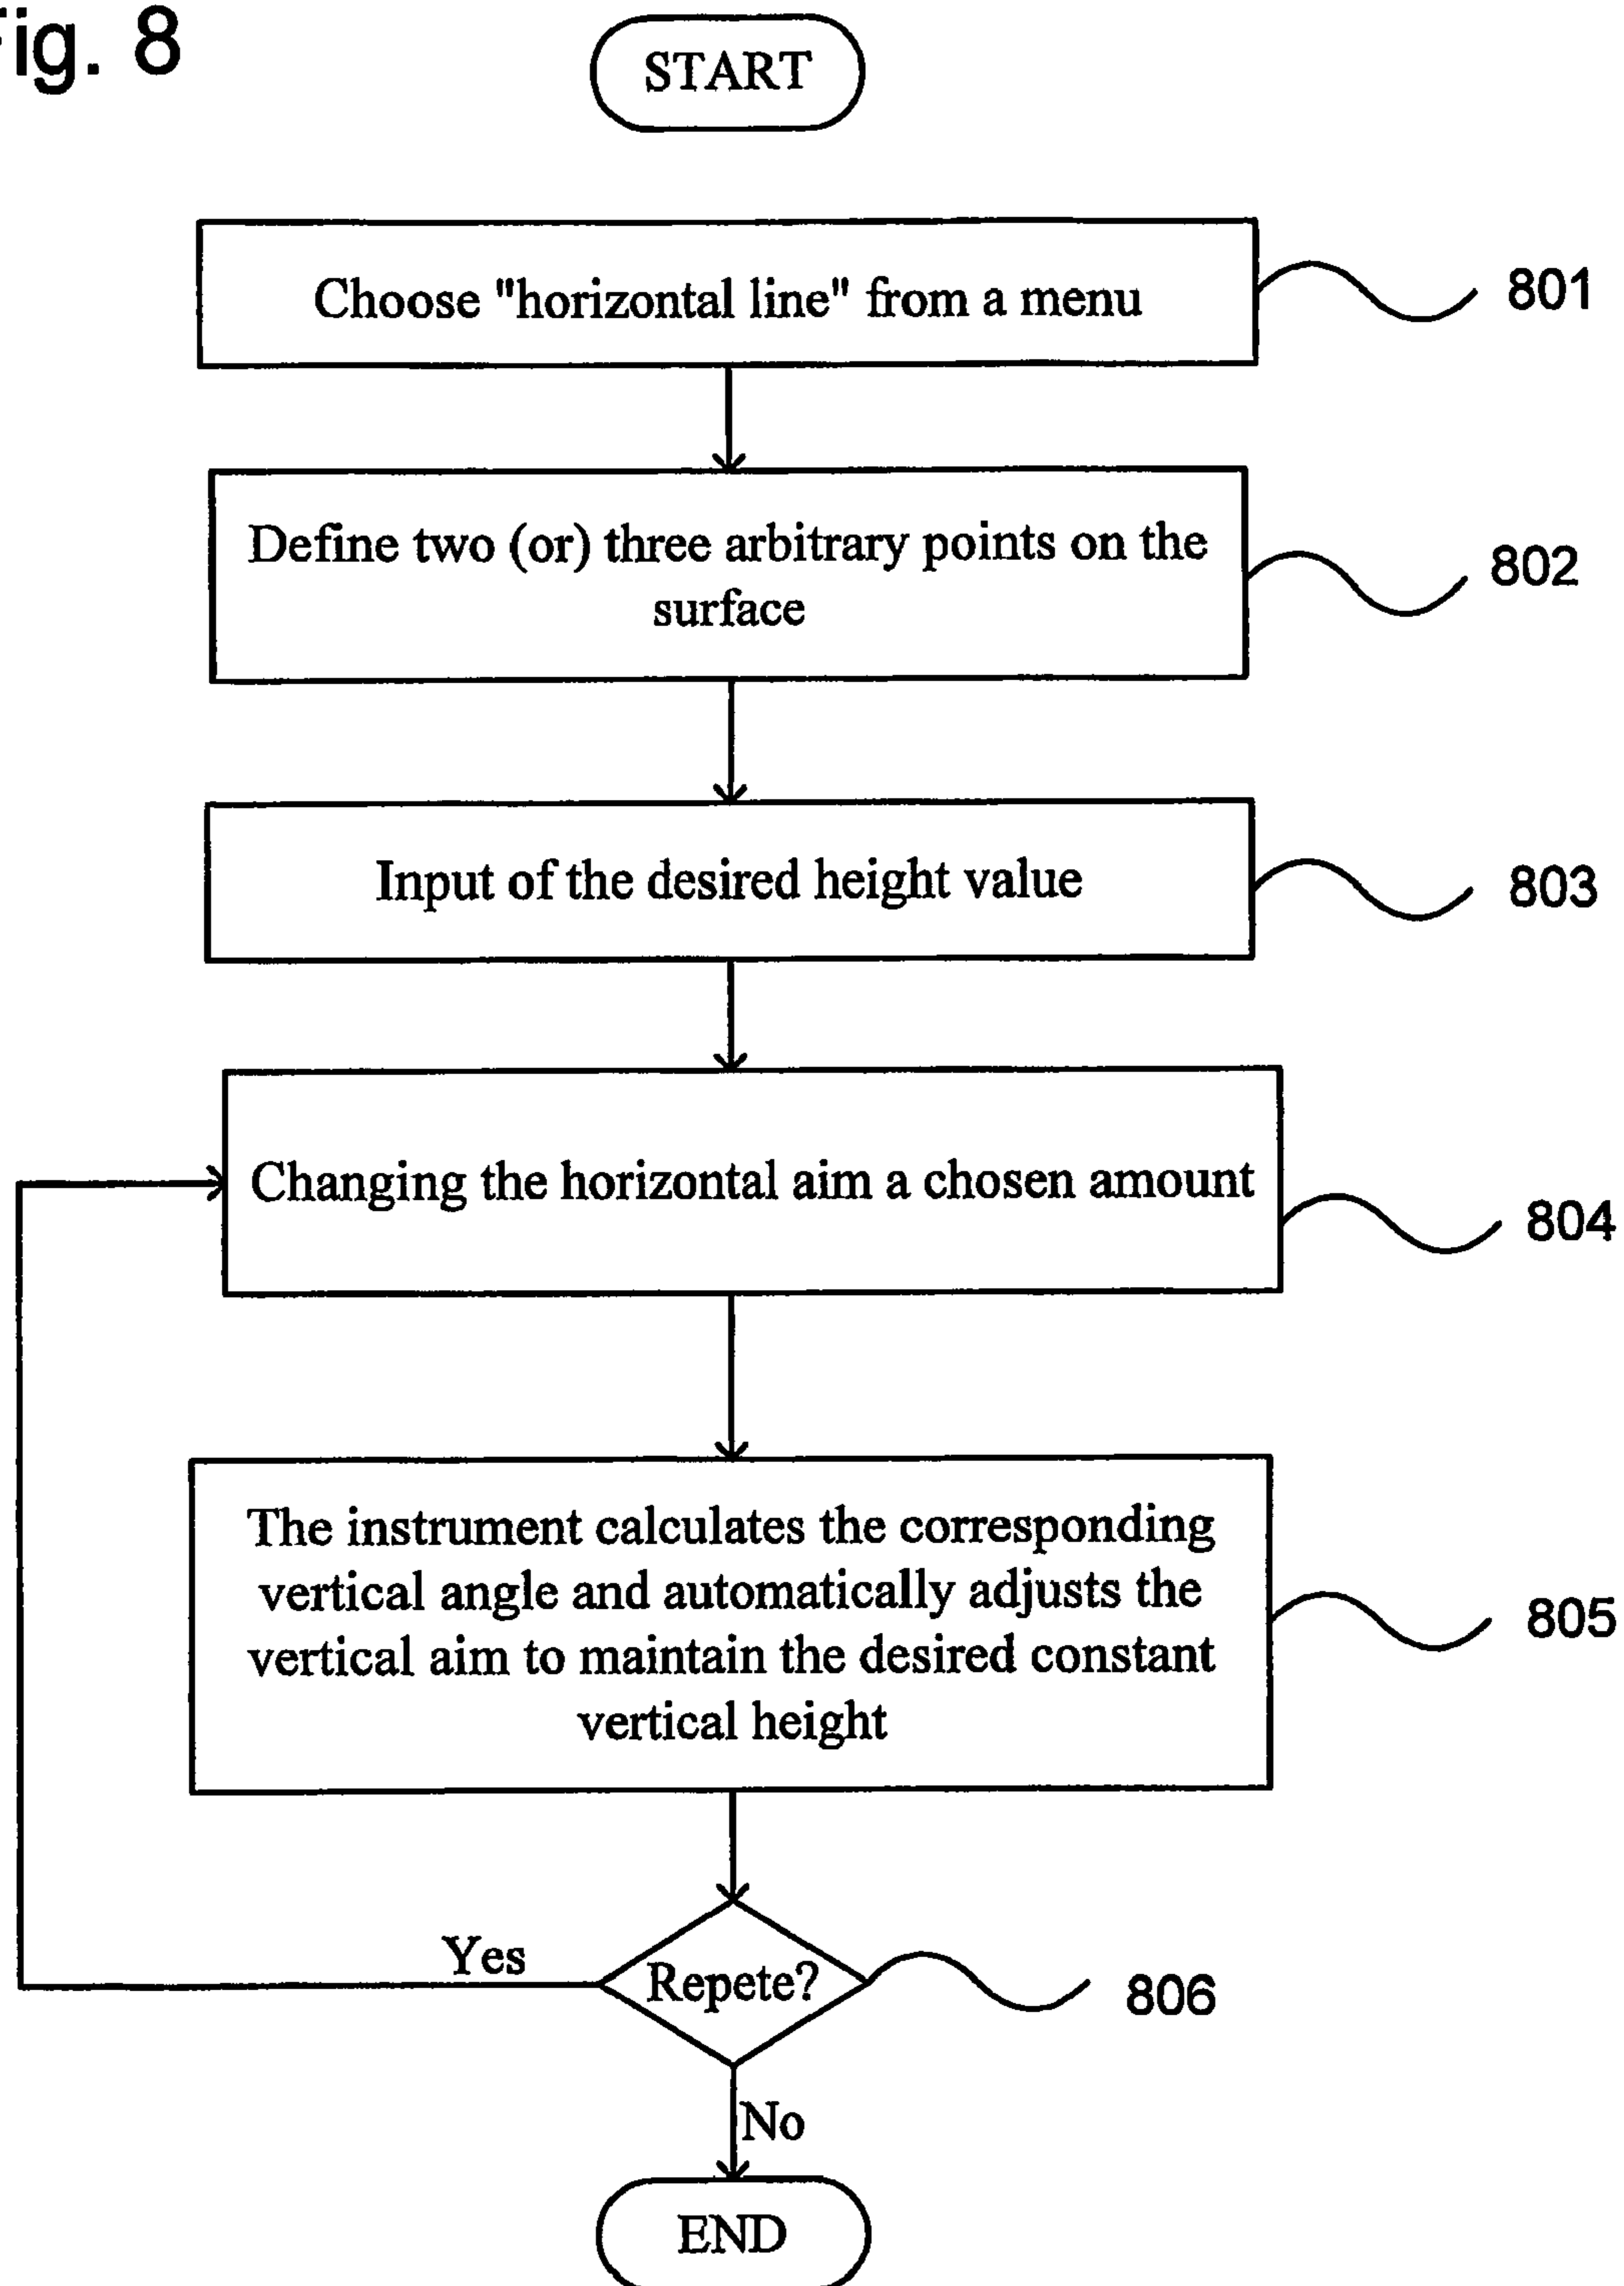 Fig. 8
START
Choose "horizontal line" from a menu
801
Define two (or) three arbitrary points on the
surface
802
Input of the desired height value
803
Changing the horizontal aim a chosen amount
804
The instrument calculates the corresponding
vertical angle and automatically adjusts the
vertical aim to maintain the desired constant
vertical height
805
Yes
Repete?
806
No
END